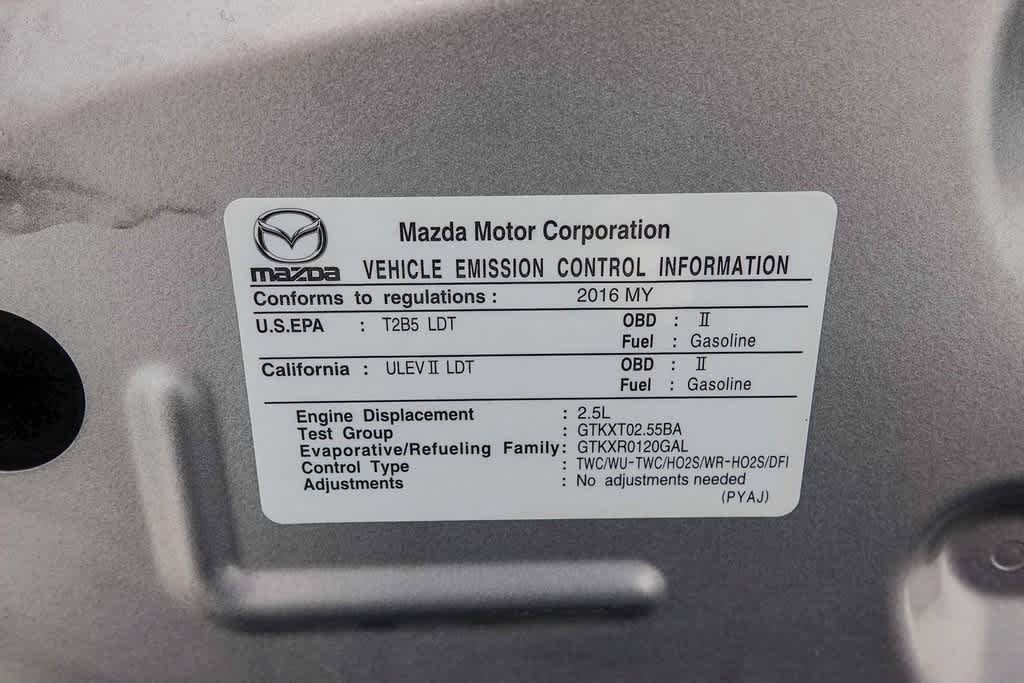 Mazda Motor Corporation
mazda VEHICLE EMISSION CONTROL INFORMATION
Conforms to regulations : 2016 MY
U.S.EPA : T2B5 LDT OBD : Ⅱ
Fuel : Gasoline
California : ULEVⅡ LDT OBD : Ⅱ
Fuel : Gasoline
Engine Displacement : 2.5L
Test Group : GTKXT02.55BA
Evaporative/Refueling Family: GTKXR0120GAL
Control Type : TWC/WU-TWC/HO2S/WR-HO2S/DFI
Adjustments : No adjustments needed
(PYAJ)